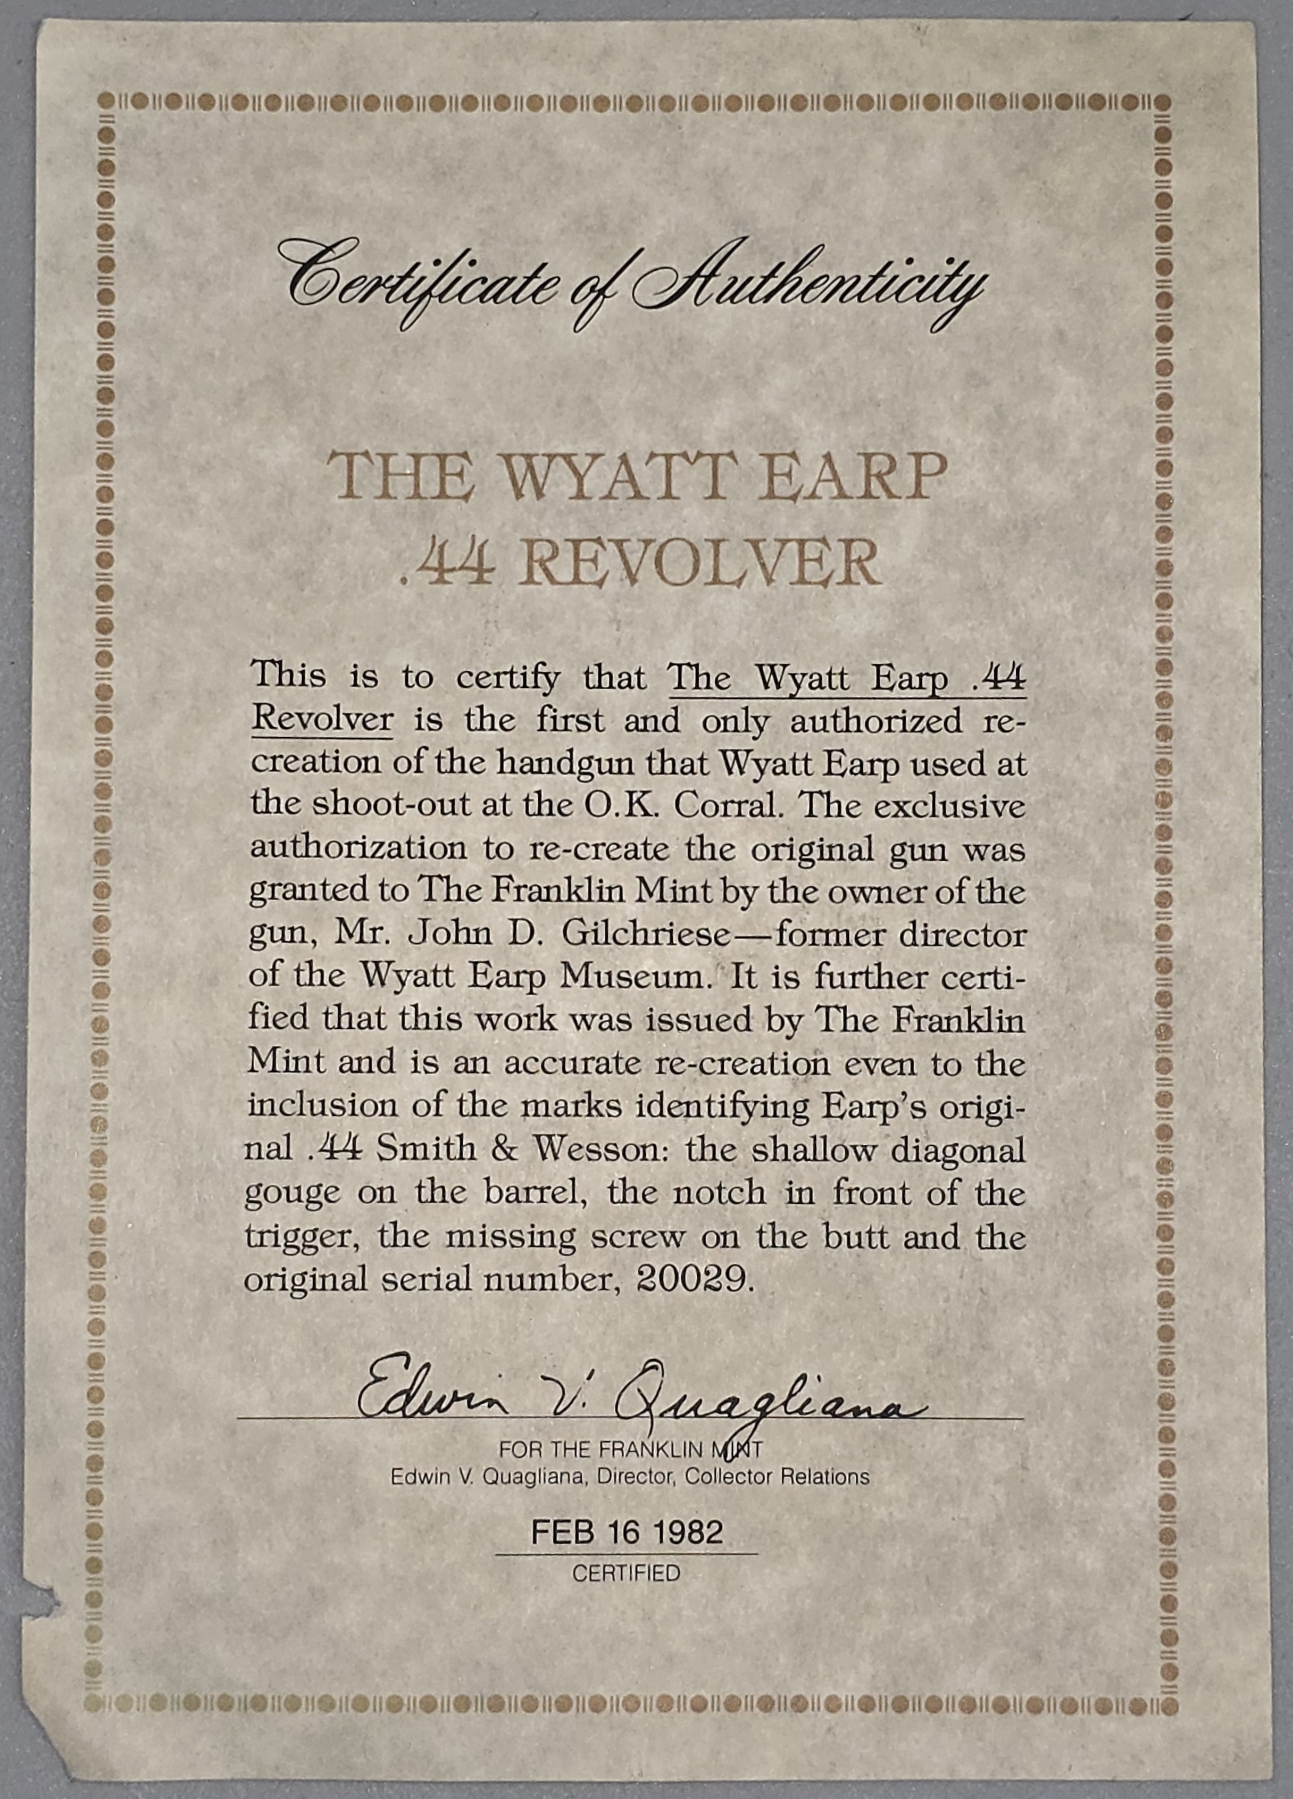 Certificate of Authenticity
THE WYATT EARP
.44 REVOLVER
This is to certify that The Wyatt Earp .44
Revolver is the first and only authorized re-
creation of the handgun that Wyatt Earp used at
the shoot-out at the O.K. Corral. The exclusive
authorization to re-create the original gun was
granted to The Franklin Mint by the owner of the
gun, Mr. John D. Gilchriese—former director
of the Wyatt Earp Museum. It is further certi-
fied that this work was issued by The Franklin
Mint and is an accurate re-creation even to the
inclusion of the marks identifying Earp's origi-
nal .44 Smith & Wesson: the shallow diagonal
gouge on the barrel, the notch in front of the
trigger, the missing screw on the butt and the
original serial number, 20029.
Edwin V. Quagliana
FOR THE FRANKLIN MINT
Edwin V. Quagliana, Director, Collector Relations
FEB 16 1982
CERTIFIED